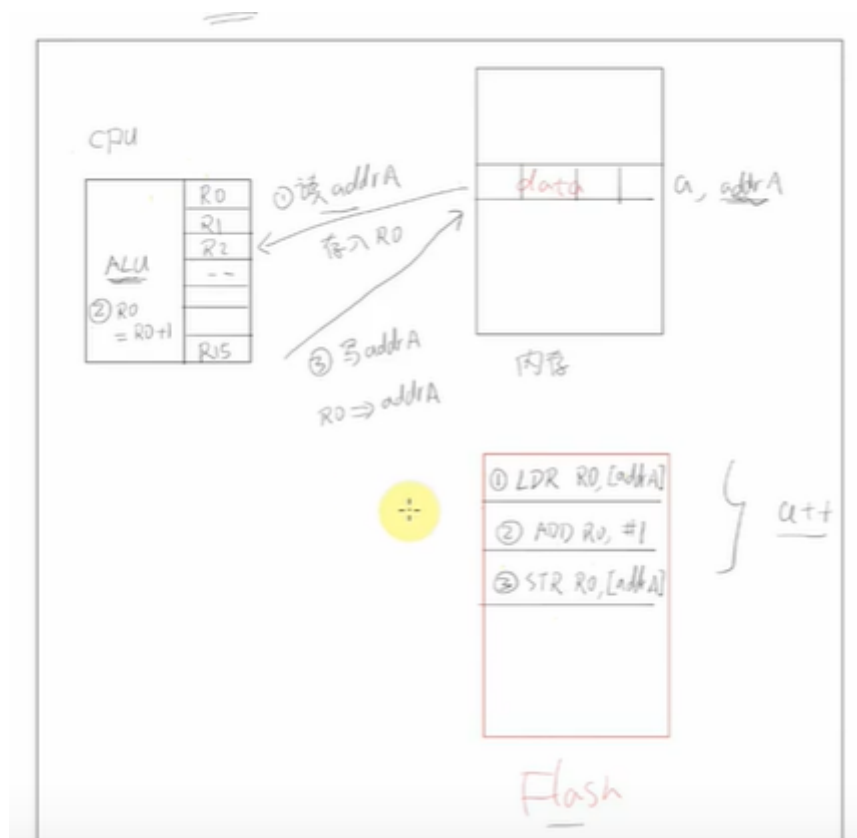 CPU
R0
R1
R2
--
R15
ALU
② R0
= R0+1
①读 addrA
存入 R0
③ 写 addrA
R0 ⇒ addrA
data
a, addrA
内存
① LDR R0,[addrA]
② ADD R0, #1
③ STR R0,[addrA]
a++
Flash